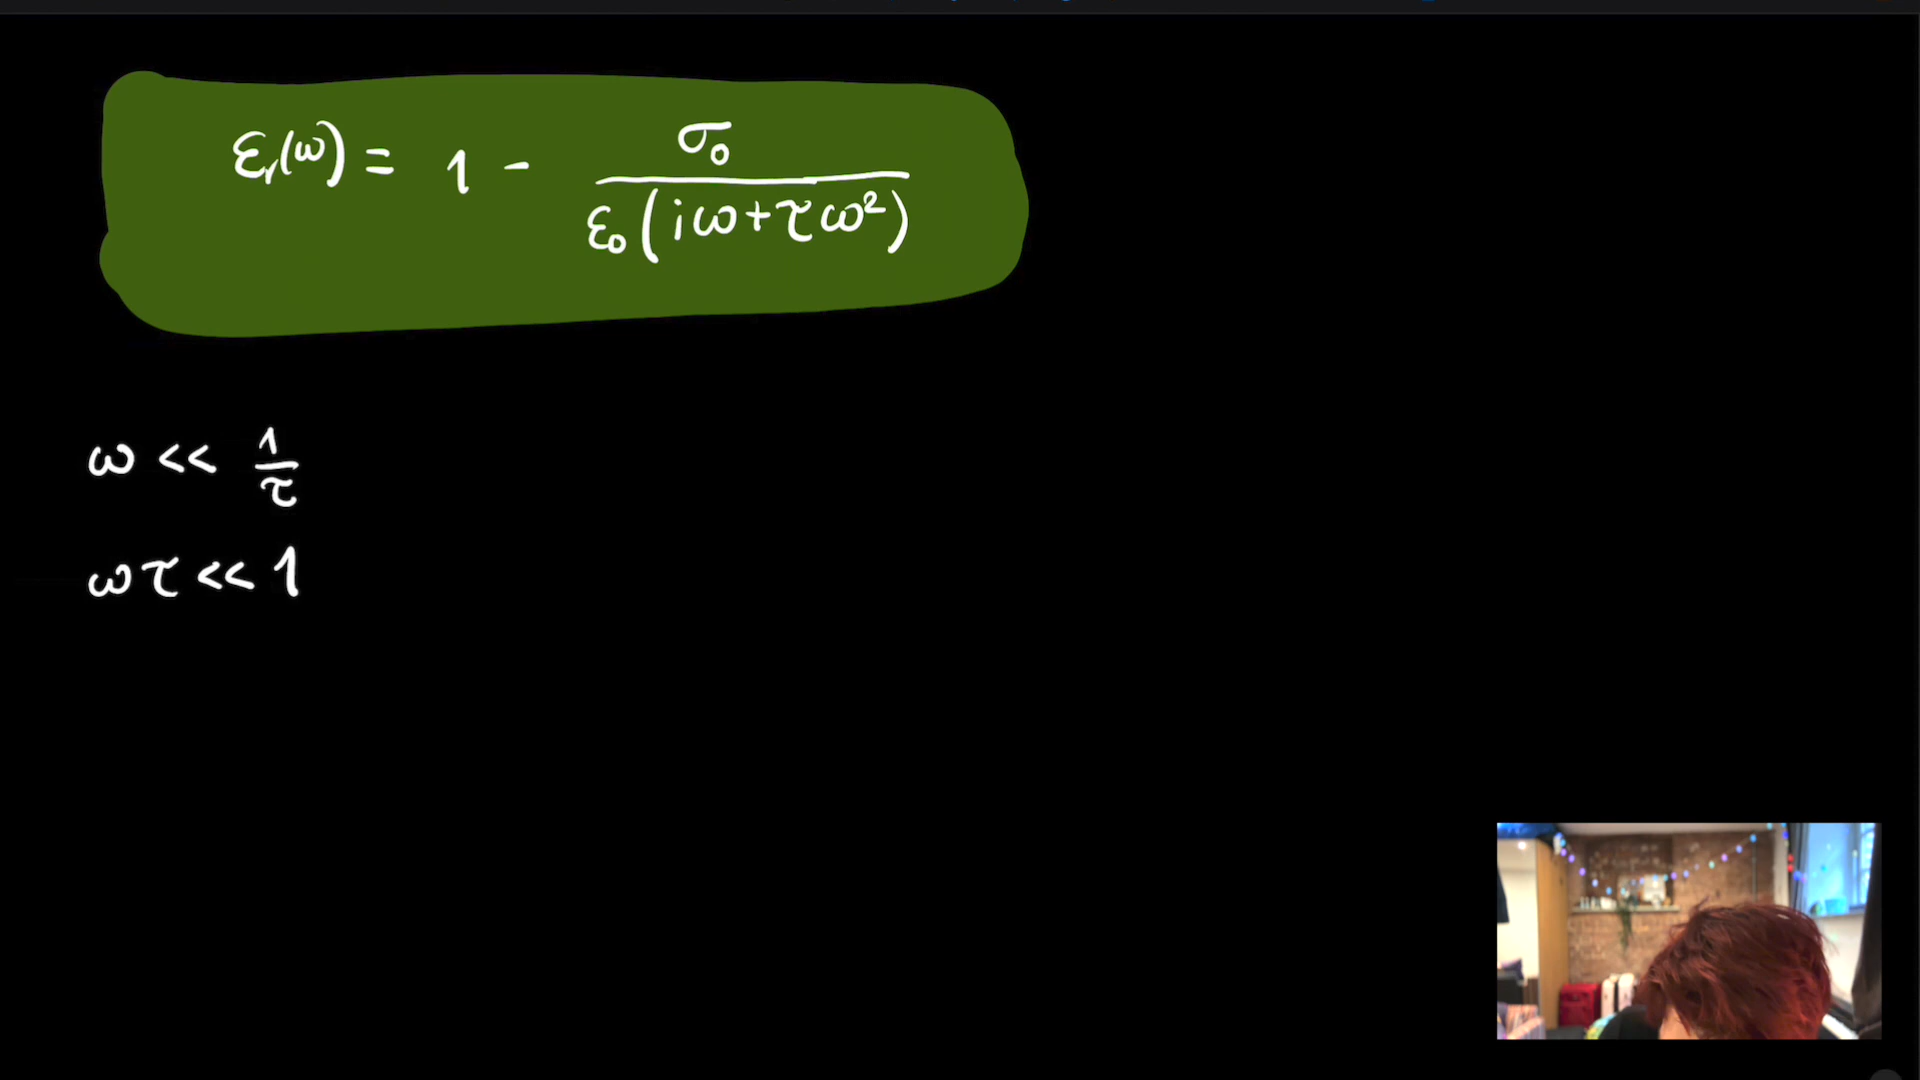 εᵣ(ω) = 1 - σ₀ / ε₀(iω+τω²)
ω << 1/τ
ωτ << 1